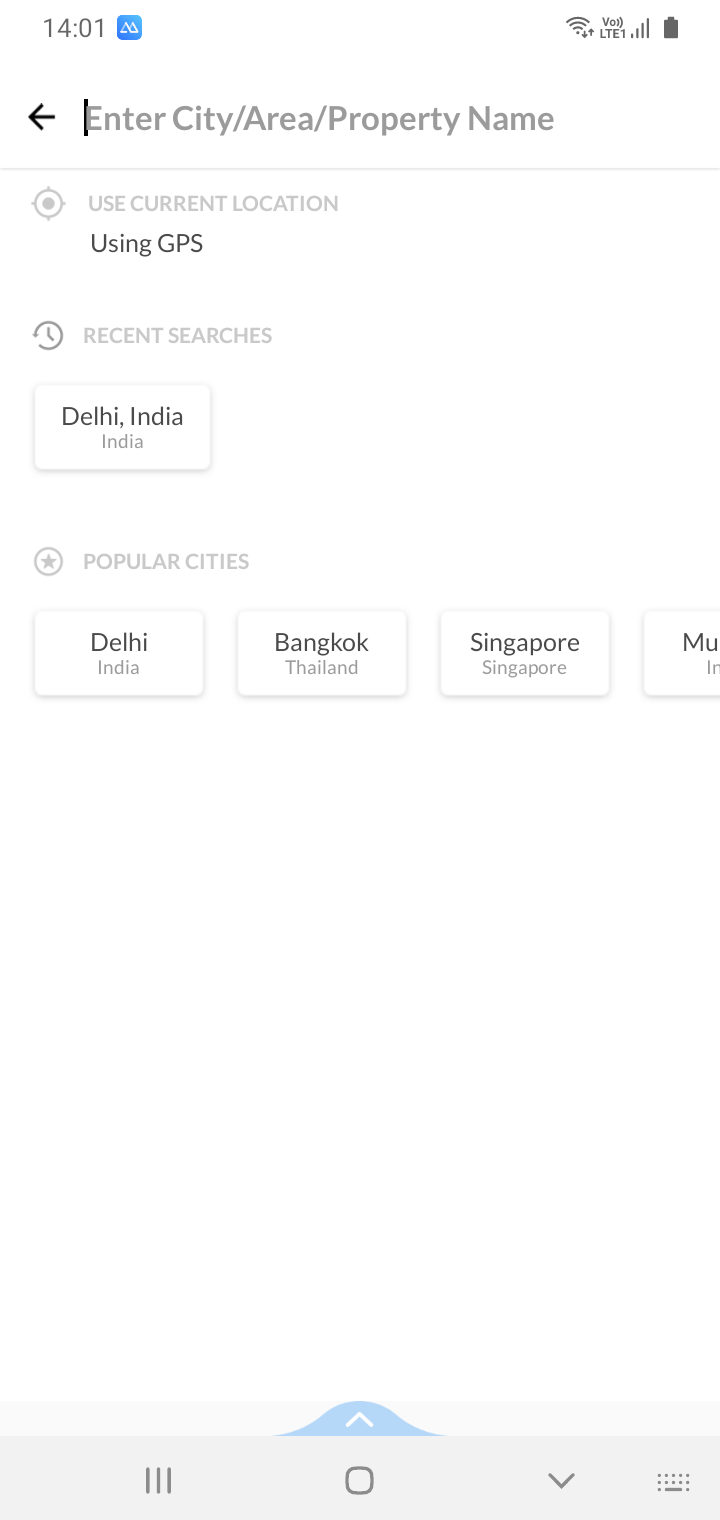 14:01
Vo))
LTE1
Enter City/Area/Property Name
USE CURRENT LOCATION
Using GPS
RECENT SEARCHES
Delhi, India
India
POPULAR CITIES
Delhi
India
Bangkok
Thailand
Singapore
Singapore
Mu
In